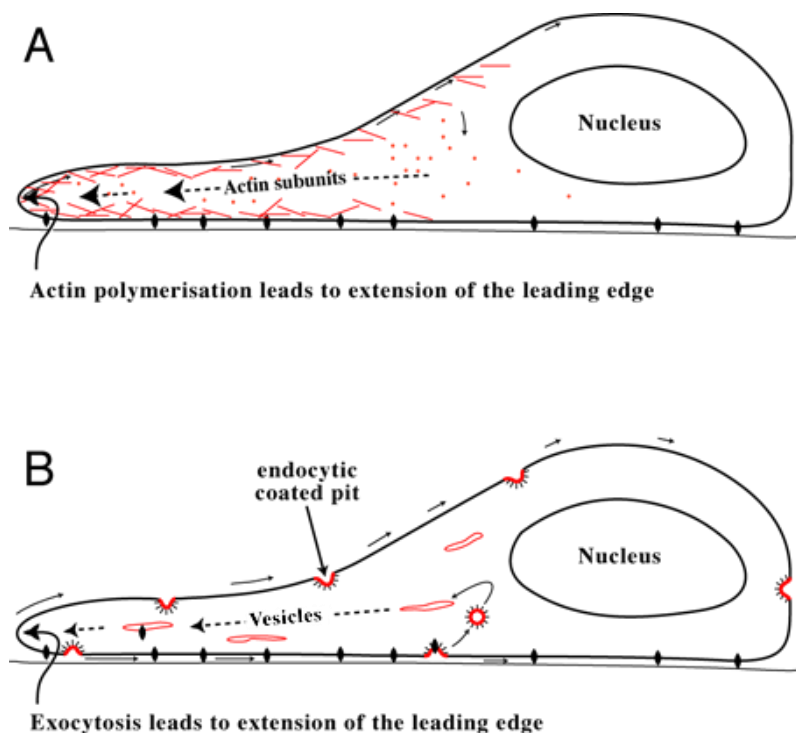 A
Nucleus
Actin subunits
Actin polymerisation leads to extension of the leading edge
B
endocytic
coated pit
Nucleus
Vesicles
Exocytosis leads to extension of the leading edge